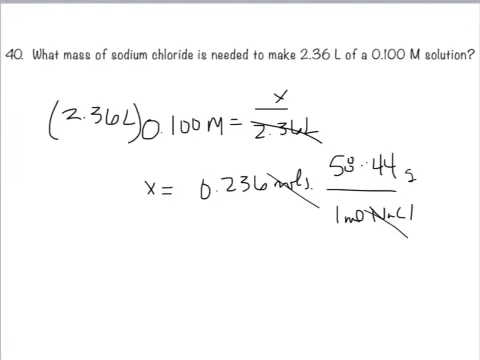 40. What mass of sodium chloride is needed to make 2.36 L of a 0.100 M solution?
(2.36L) 0.100 M = x / 2.36L
x = 0.236 mols. 58.44 g / 1 mol NaCl